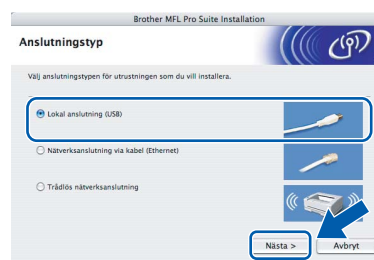 Brother MFL Pro Suite Installation
Anslutningstyp
Välj anslutningstypen för utrustningen som du vill installera.
Lokal anslutning (USB)
Nätverksanslutning via kabel (Ethernet)
Trådlös nätverksanslutning
Nästa > Avbryt